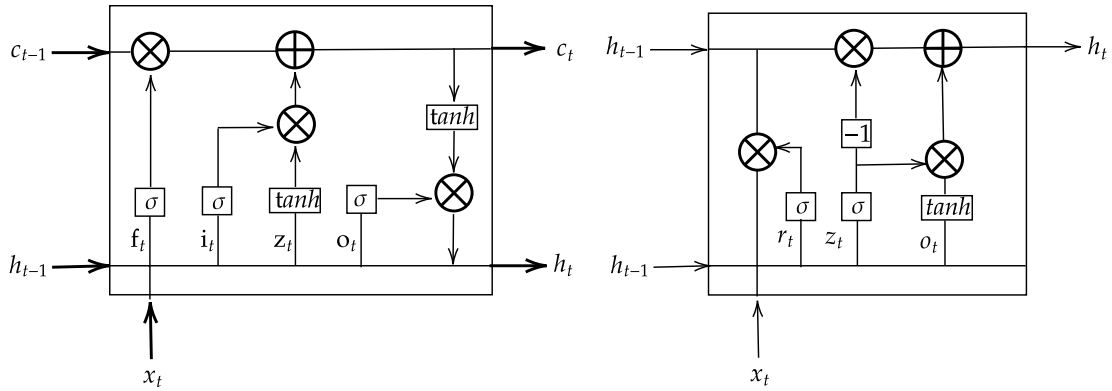 c_{t−1} c_t h_{t−1} h_t
tanh −1
σ σ tanh σ σ σ tanh
f_t i_t z_t o_t r_t z_t o_t
h_{t−1} h_t h_{t−1}
x_t x_t